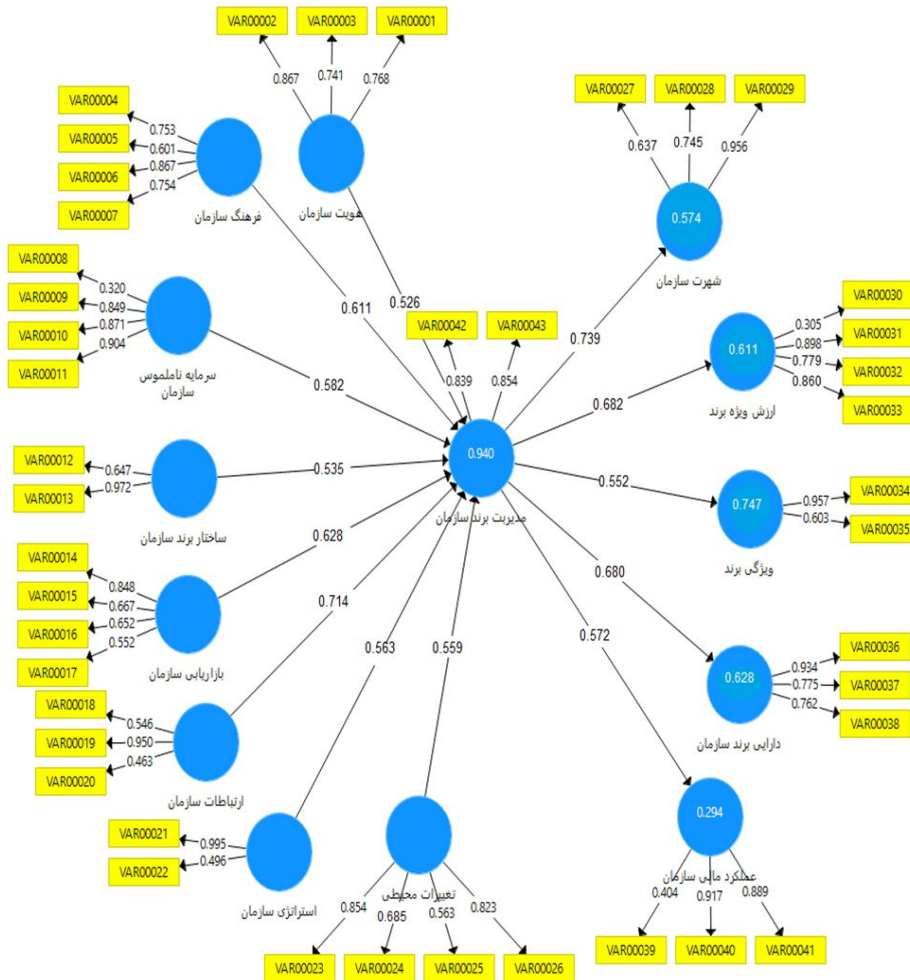 VAR00002 VAR00003 VAR00001
0.867 0.741 0.768
VAR00004
VAR00005
VAR00006
VAR00007
0.753
0.601
0.867
0.754
فرهنگ سازمان
هویت سازمان
VAR00027 VAR00028 VAR00029
0.637 0.745 0.956
0.574
شهرت سازمان
VAR00008
VAR00009
VAR00010
VAR00011
0.320
0.849
0.871
0.904
سرمایه ناملموس
سازمان
0.611
0.526
0.582
VAR00042 VAR00043
0.839 0.854
0.739
0.682
VAR00030
VAR00031
VAR00032
VAR00033
0.305
0.898
0.779
0.860
0.611
ارزش ویژه برند
VAR00012
VAR00013
0.647
0.972
ساختار برند سازمان
0.535
0.940
مدیریت برند سازمان
0.552
0.747
ویژگی برند
VAR00034
VAR00035
0.957
0.603
VAR00014
VAR00015
VAR00016
VAR00017
0.848
0.667
0.652
0.552
بازاریابی سازمان
0.628
0.714
0.563
0.559
0.680
0.572
VAR00036
VAR00037
VAR00038
0.934
0.775
0.762
0.628
دارایی برند سازمان
VAR00018
VAR00019
VAR00020
0.546
0.950
0.463
ارتباطات سازمان
VAR00021
VAR00022
0.995
0.496
استراتژی سازمان
تغییرات محیطی
0.854 0.685 0.563 0.823
VAR00023 VAR00024 VAR00025 VAR00026
0.294
عملکرد مالی سازمان
0.404 0.917 0.889
VAR00039 VAR00040 VAR00041